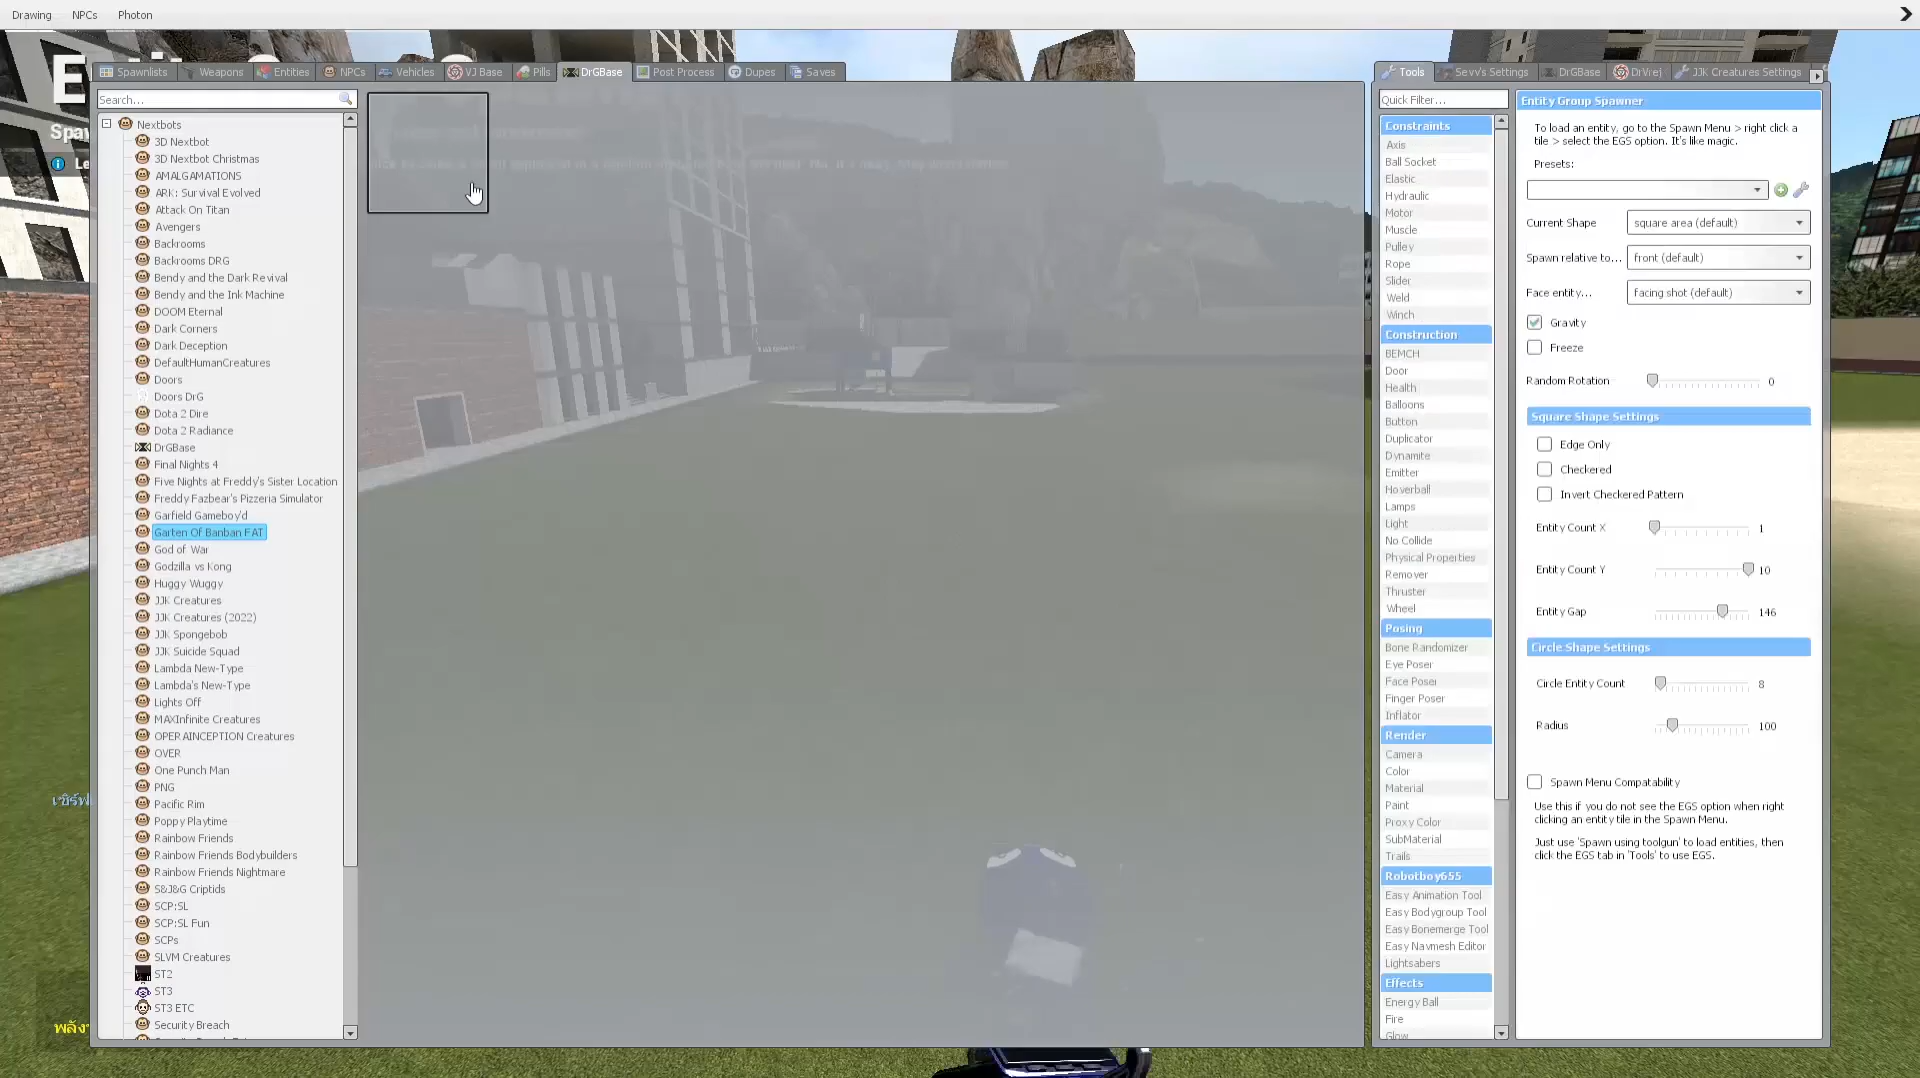 Drawing NPCs Photon
Spawnlists Weapons Entities NPCs Vehicles VJ Base Pills DrGBase Post Process Dupes Saves
Search...
Nextbots
3D Nextbot
3D Nextbot Christmas
AMALGAMATIONS
ARK: Survival Evolved
Attack On Titan
Avengers
Backrooms
Backrooms DRG
Bendy and the Dark Revival
Bendy and the Ink Machine
DOOM Eternal
Dark Corners
Dark Deception
DefaultHumanCreatures
Doors
Doors DrG
Dota 2 Dire
Dota 2 Radiance
DrGBase
Final Nights 4
Five Nights at Freddy's Sister Location
Freddy Fazbear's Pizzeria Simulator
Garfield Gameboy'd
Garten Of Banban FAT
God of War
Godzilla vs Kong
Huggy Wuggy
JJK Creatures
JJK Creatures (2022)
JJK Spongebob
JJK Suicide Squad
Lambda New-Type
Lambda's New-Type
Lights Off
MAXInfinite Creatures
OPERAINCEPTION Creatures
OVER
One Punch Man
PNG
Pacific Rim
Poppy Playtime
Rainbow Friends
Rainbow Friends Bodybuilders
Rainbow Friends Nightmare
S&J&G Criptids
SCP:SL
SCP:SL Fun
SCPs
SLVM Creatures
ST2
ST3
ST3 ETC
Security Breach
Tools Sevv's Settings DrGBase DrVrej JJK Creatures Settings
Quick Filter...
Constraints
Axis
Ball Socket
Elastic
Hydraulic
Motor
Muscle
Pulley
Rope
Slider
Weld
Winch
Construction
BEMCH
Door
Health
Balloons
Button
Duplicator
Dynamite
Emitter
Hoverball
Lamps
Light
No Collide
Physical Properties
Remover
Thruster
Wheel
Posing
Bone Randomizer
Eye Poser
Face Poser
Finger Poser
Inflator
Render
Camera
Color
Material
Paint
Proxy Color
SubMaterial
Trails
Robotboy655
Easy Animation Tool
Easy Bodygroup Tool
Easy Bonemerge Tool
Easy Navmesh Editor
Lightsabers
Effects
Energy Ball
Fire
Glow
Entity Group Spawner
To load an entity, go to the Spawn Menu > right click a
tile > select the EGS option. It's like magic.
Presets:
Current Shape square area (default)
Spawn relative to... front (default)
Face entity... facing shot (default)
Gravity
Freeze
Random Rotation 0
Square Shape Settings
Edge Only
Checkered
Invert Checkered Pattern
Entity Count X 1
Entity Count Y 10
Entity Gap 146
Circle Shape Settings
Circle Entity Count 8
Radius 100
Spawn Menu Compatability
Use this if you do not see the EGS option when right
clicking an entity tile in the Spawn Menu.
Just use 'Spawn using toolgun' to load entities, then
click the EGS tab in 'Tools' to use EGS.